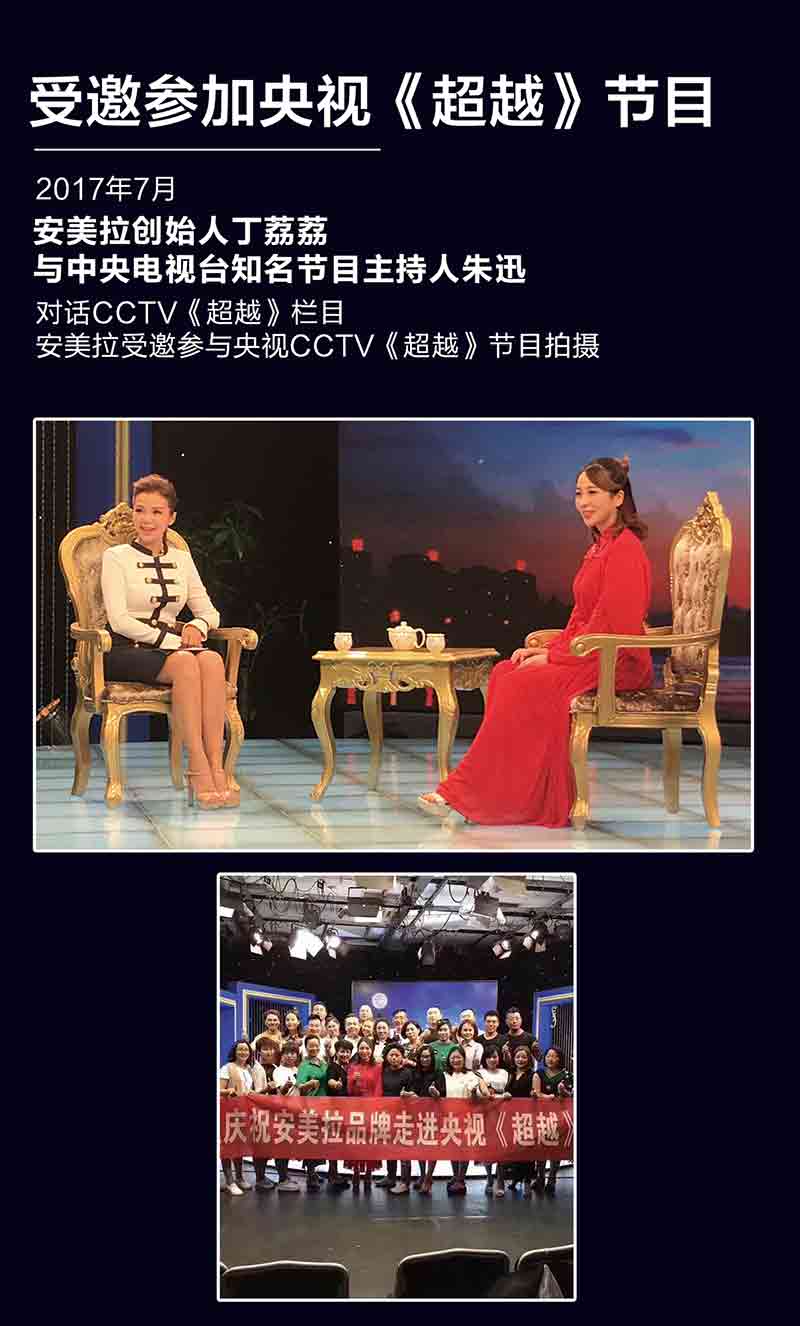 受邀参加央视《超越》节目
2017年7月
安美拉创始人丁荔荔
与中央电视台知名节目主持人朱迅
对话CCTV《超越》栏目
安美拉受邀参与央视CCTV《超越》节目拍摄
庆祝安美拉品牌走进央视《超越》